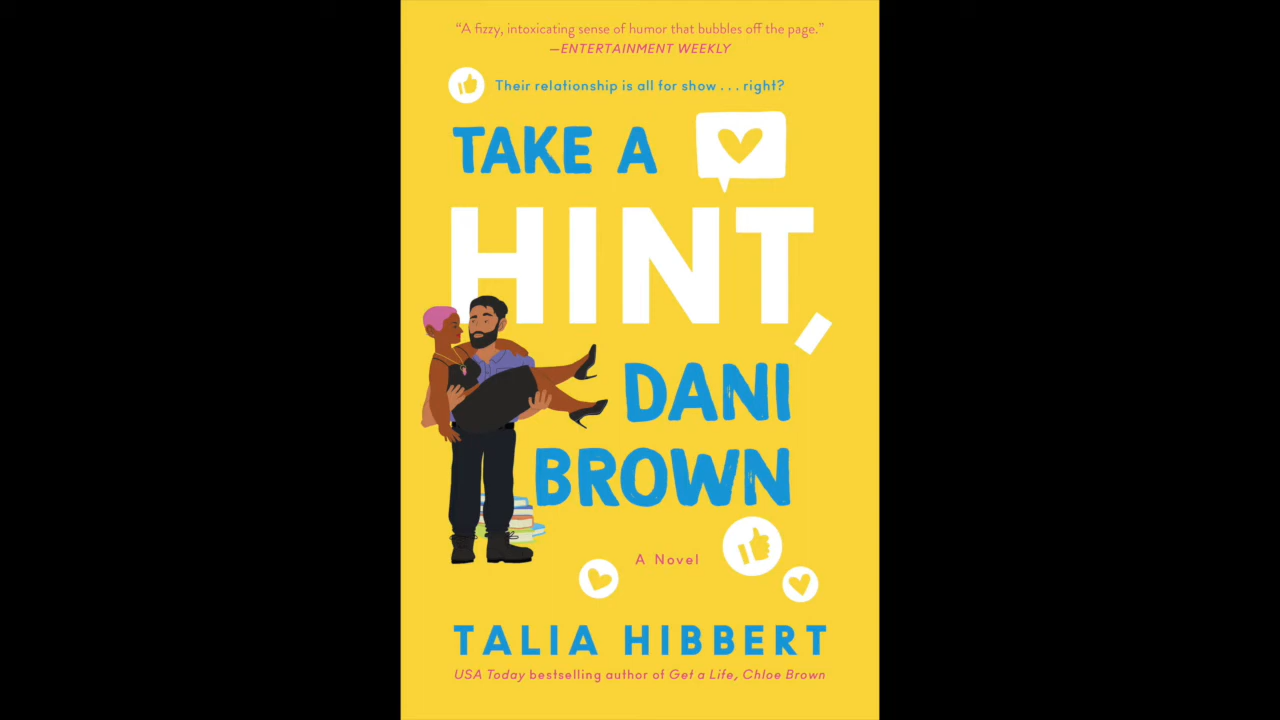 “A fizzy, intoxicating sense of humor that bubbles off the page.”
—ENTERTAINMENT WEEKLY
Their relationship is all for show . . . right?
TAKE A
HINT,
DANI
BROWN
A Novel
TALIA HIBBERT
USA Today bestselling author of Get a Life, Chloe Brown